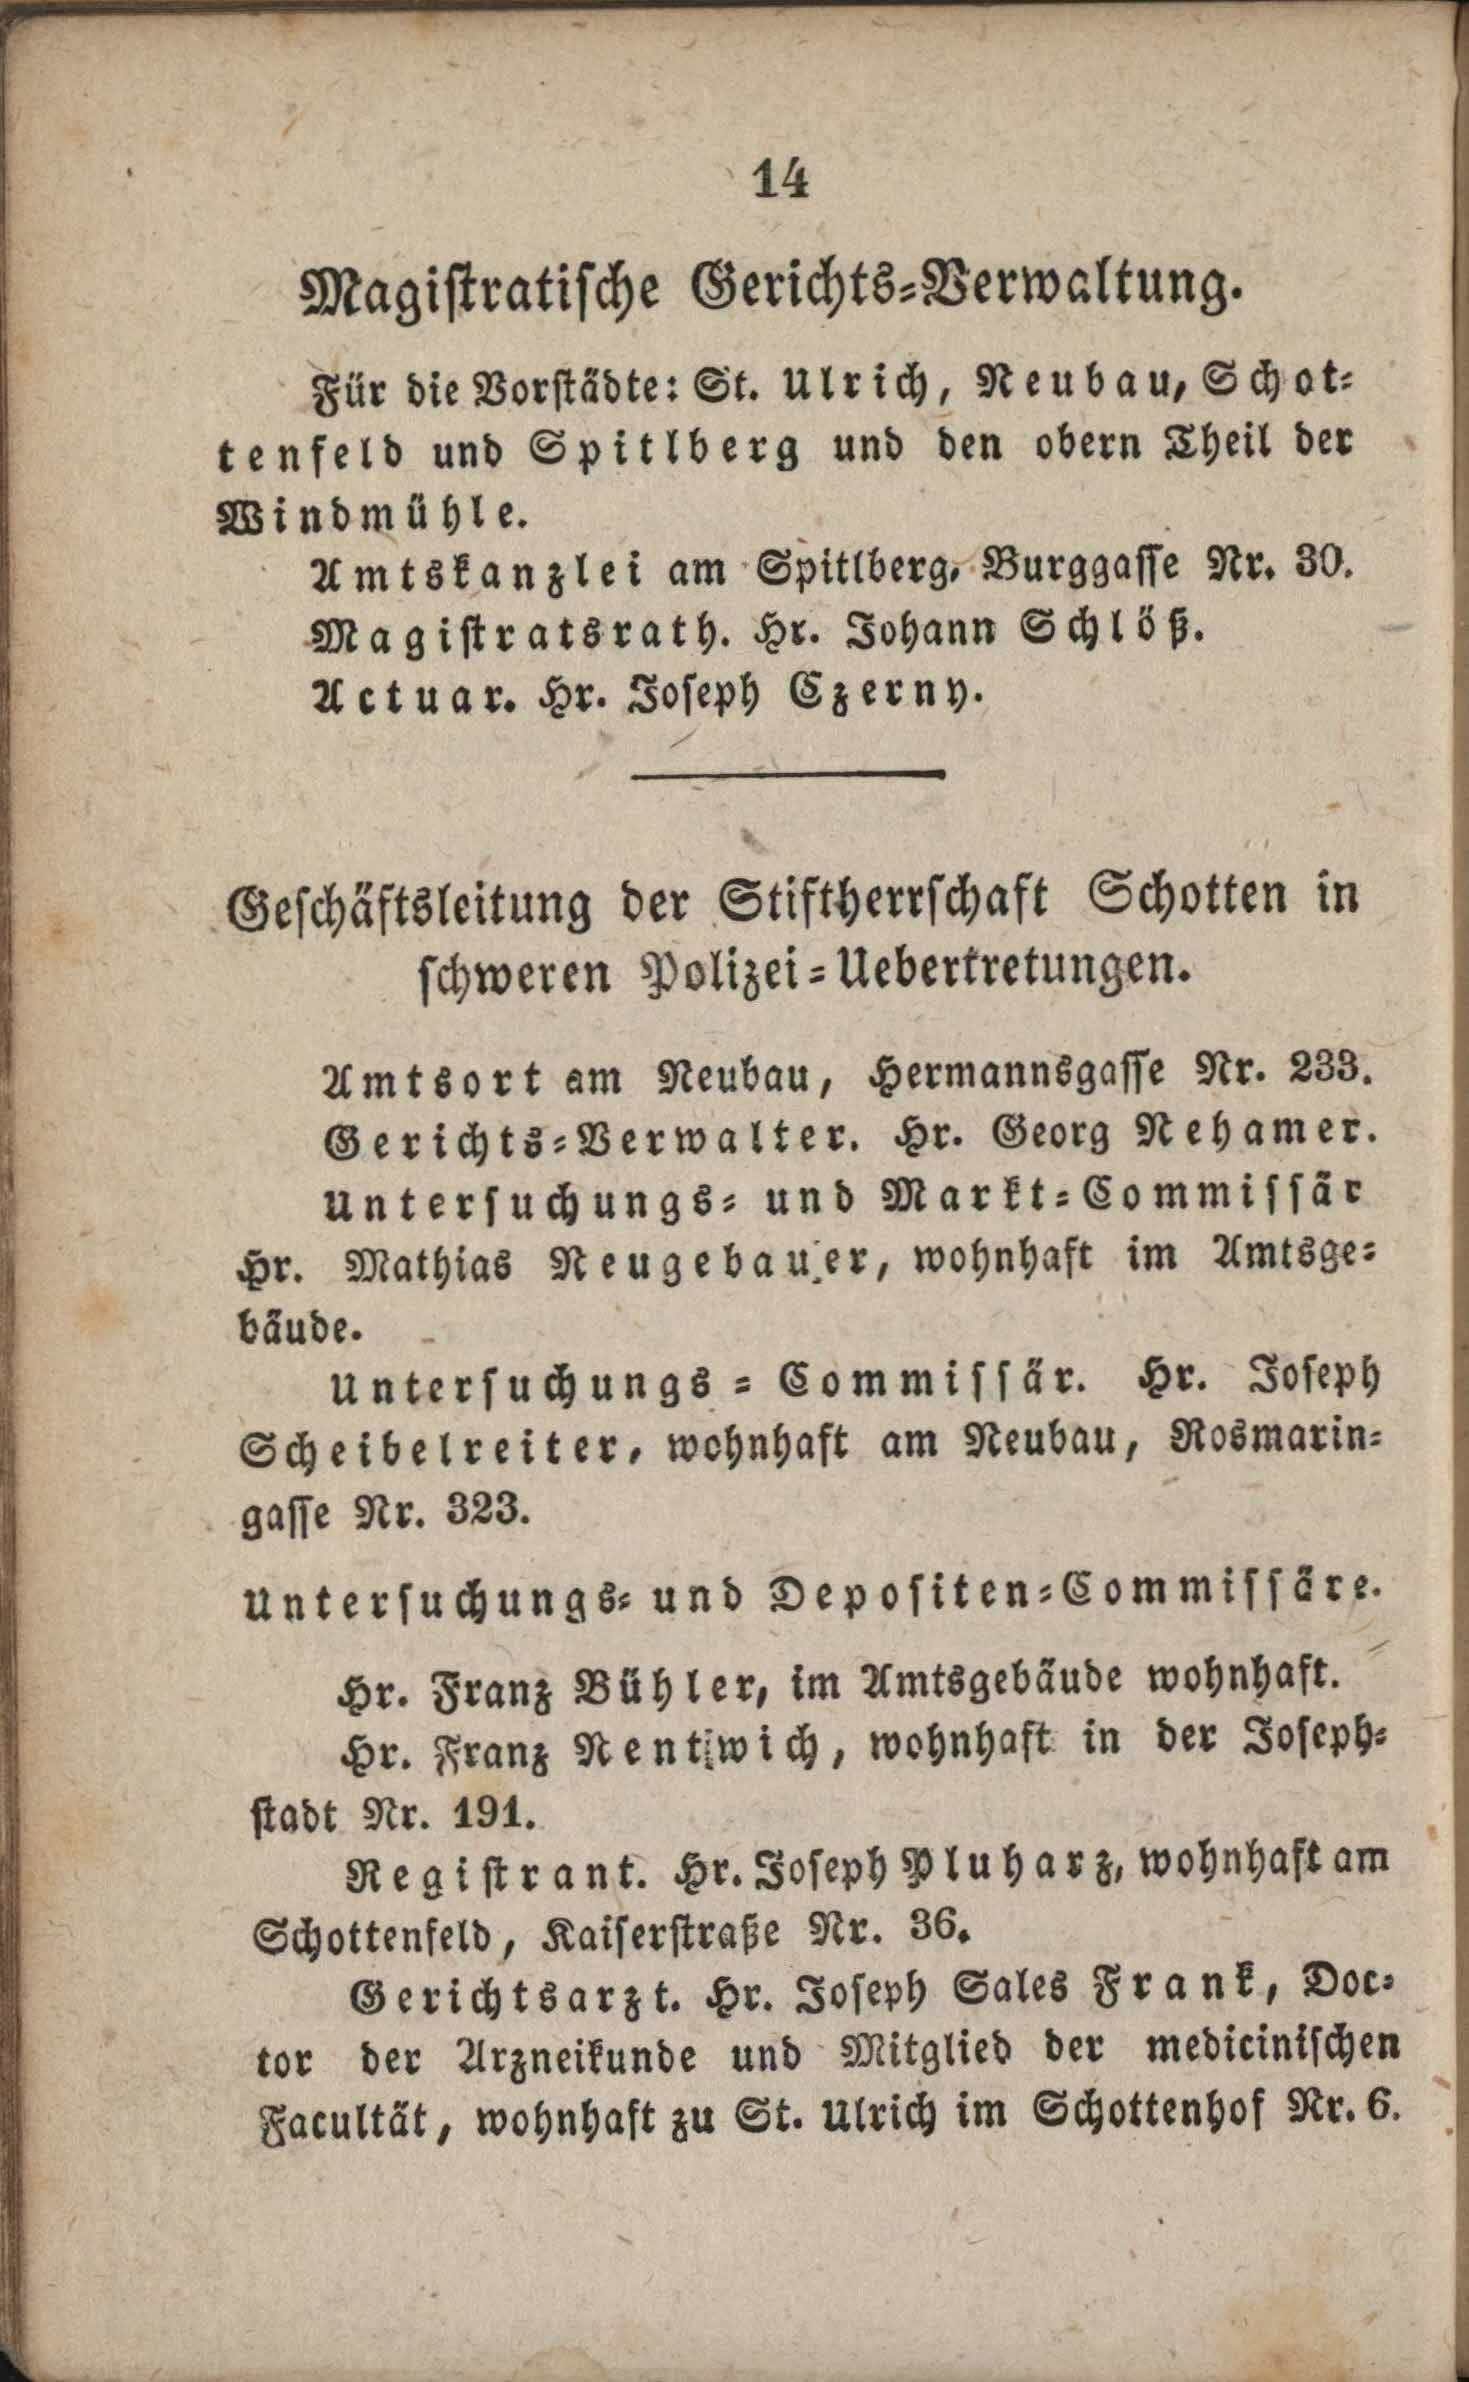 14
Magistratische Gerichts-Verwaltung.
Für die Vorstädte: St. Ulrich, Neubau, Schot-
tenfeld und Spitlberg und den obern Theil der
Windmühle.
Amtskanzlei am Spitlberg, Burggasse Nr. 30.
Magistratsrath. Hr. Johann Schlöß.
Actuar. Hr. Joseph Czerny.
Geschäftsleitung der Stiftherrschaft Schotten in
schweren Polizei-Uebertretungen.
Amtsort am Neubau, Hermannsgasse Nr. 233.
Gerichts-Verwalter. Hr. Georg Nehamer.
Untersuchungs- und Markt-Commissär
Hr. Mathias Neugebauer, wohnhaft im Amtsge-
bäude.
Untersuchungs-Commissär. Hr. Joseph
Scheibelreiter, wohnhaft am Neubau, Rosmarin-
gasse Nr. 323.
Untersuchungs- und Depositen-Commissäre.
Hr. Franz Bühler, im Amtsgebäude wohnhaft.
Hr. Franz Nentwich, wohnhaft in der Joseph-
stadt Nr. 191.
Registrant. Hr. Joseph Pluharz, wohnhaft am
Schottenfeld, Kaiserstraße Nr. 36.
Gerichtsarzt. Hr. Joseph Sales Frank, Doc-
tor der Arzneikunde und Mitglied der medicinischen
Facultät, wohnhaft zu St. Ulrich im Schottenhof Nr. 6.